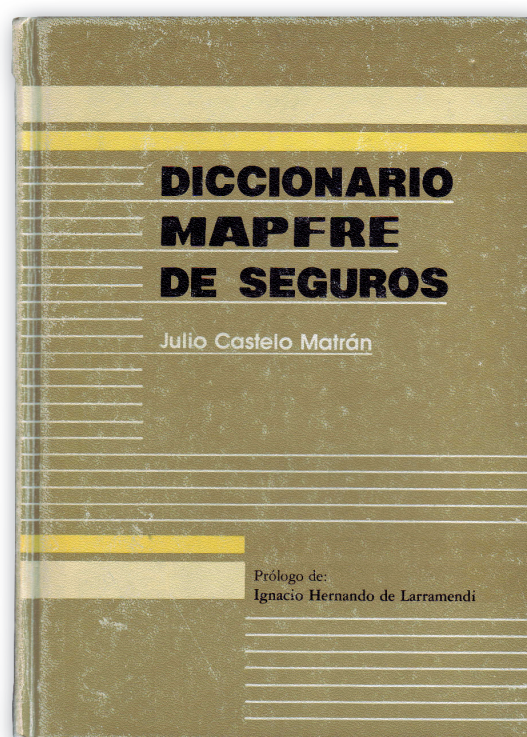 DICCIONARIO
MAPFRE
DE SEGUROS
Julio Castelo Matrán
Prólogo de:
Ignacio Hernando de Larramendi